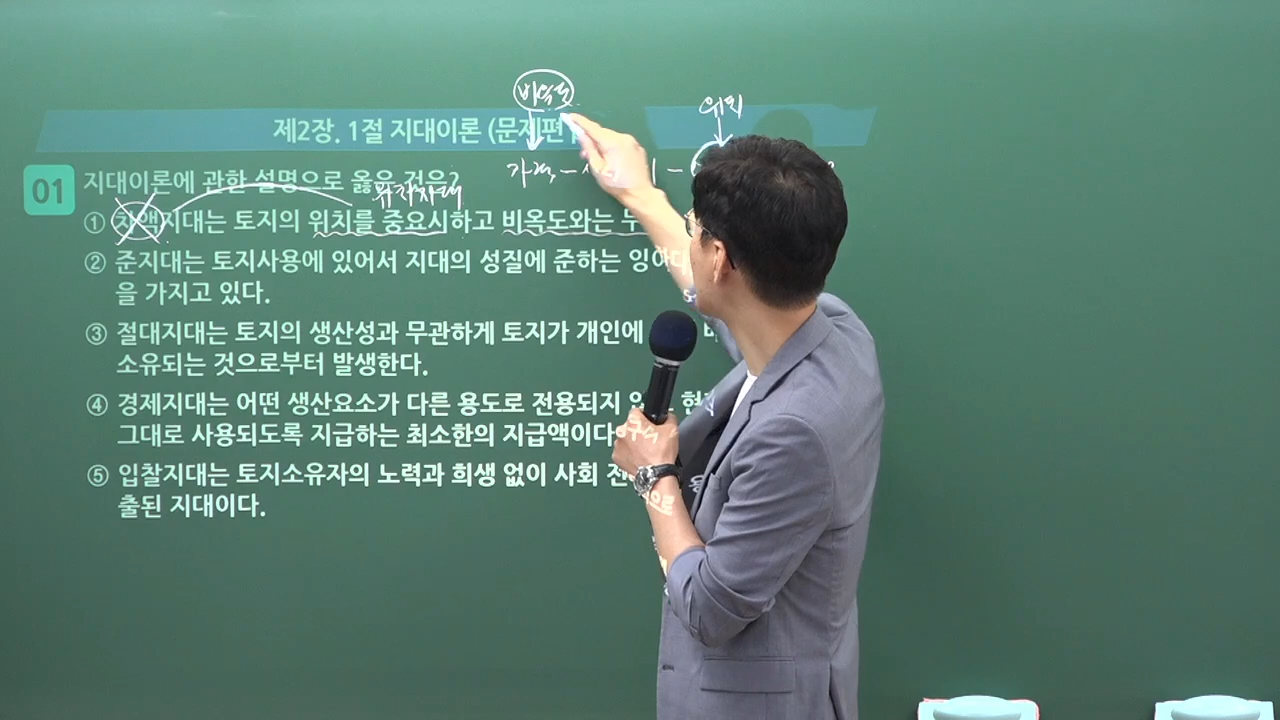 비옥도
위치
제2장. 1절 지대이론 (문제편)
가격 -
01 지대이론에 관한 설명으로 옳은 것은?
위치지대
① 차액지대는 토지의 위치를 중요시하고 비옥도와는 무
② 준지대는 토지사용에 있어서 지대의 성질에 준하는 잉여
을 가지고 있다.
③ 절대지대는 토지의 생산성과 무관하게 토지가 개인에
소유되는 것으로부터 발생한다.
④ 경제지대는 어떤 생산요소가 다른 용도로 전용되지 않
그대로 사용되도록 지급하는 최소한의 지급액이다
⑤ 입찰지대는 토지소유자의 노력과 희생 없이 사회 전
으로
출된 지대이다.